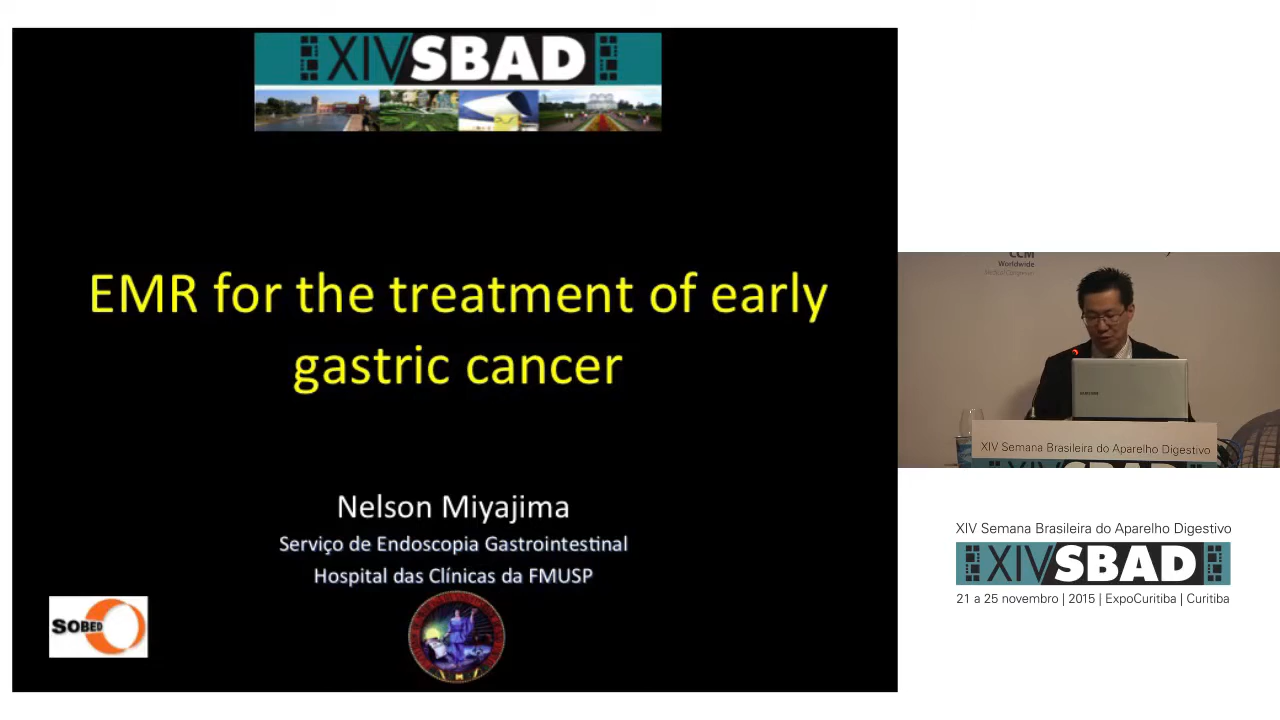 XIV SBAD
EMR for the treatment of early
gastric cancer
Nelson Miyajima
Serviço de Endoscopia Gastrointestinal
Hospital das Clínicas da FMUSP
SOBED
CCM
Worldwide
XIV Semana Brasileira do Aparelho Digestivo
XIV Semana Brasileira do Aparelho Digestivo
XIV SBAD
21 a 25 novembro | 2015 | ExpoCuritiba | Curitiba